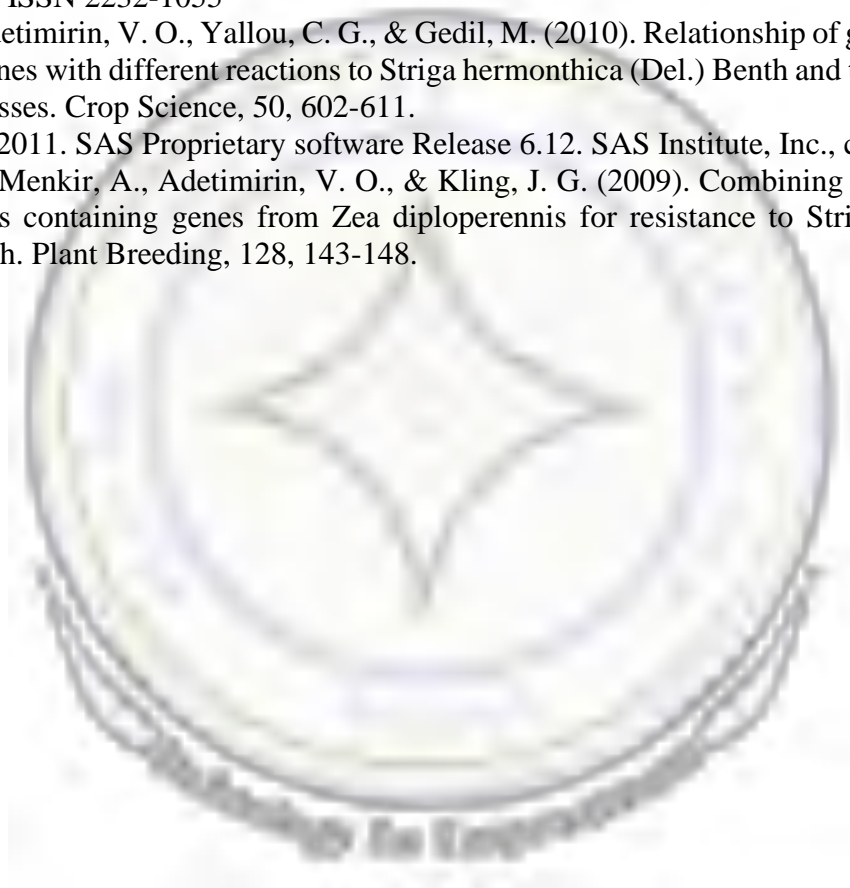 ISSN 2252-1055
etimirin, V. O., Yallou, C. G., & Gedil, M. (2010). Relationship of g
nes with different reactions to Striga hermonthica (Del.) Benth and
sses. Crop Science, 50, 602-611.
2011. SAS Proprietary software Release 6.12. SAS Institute, Inc., c
Menkir, A., Adetimirin, V. O., & Kling, J. G. (2009). Combining
s containing genes from Zea diploperennis for resistance to Stri
h. Plant Breeding, 128, 143-148.